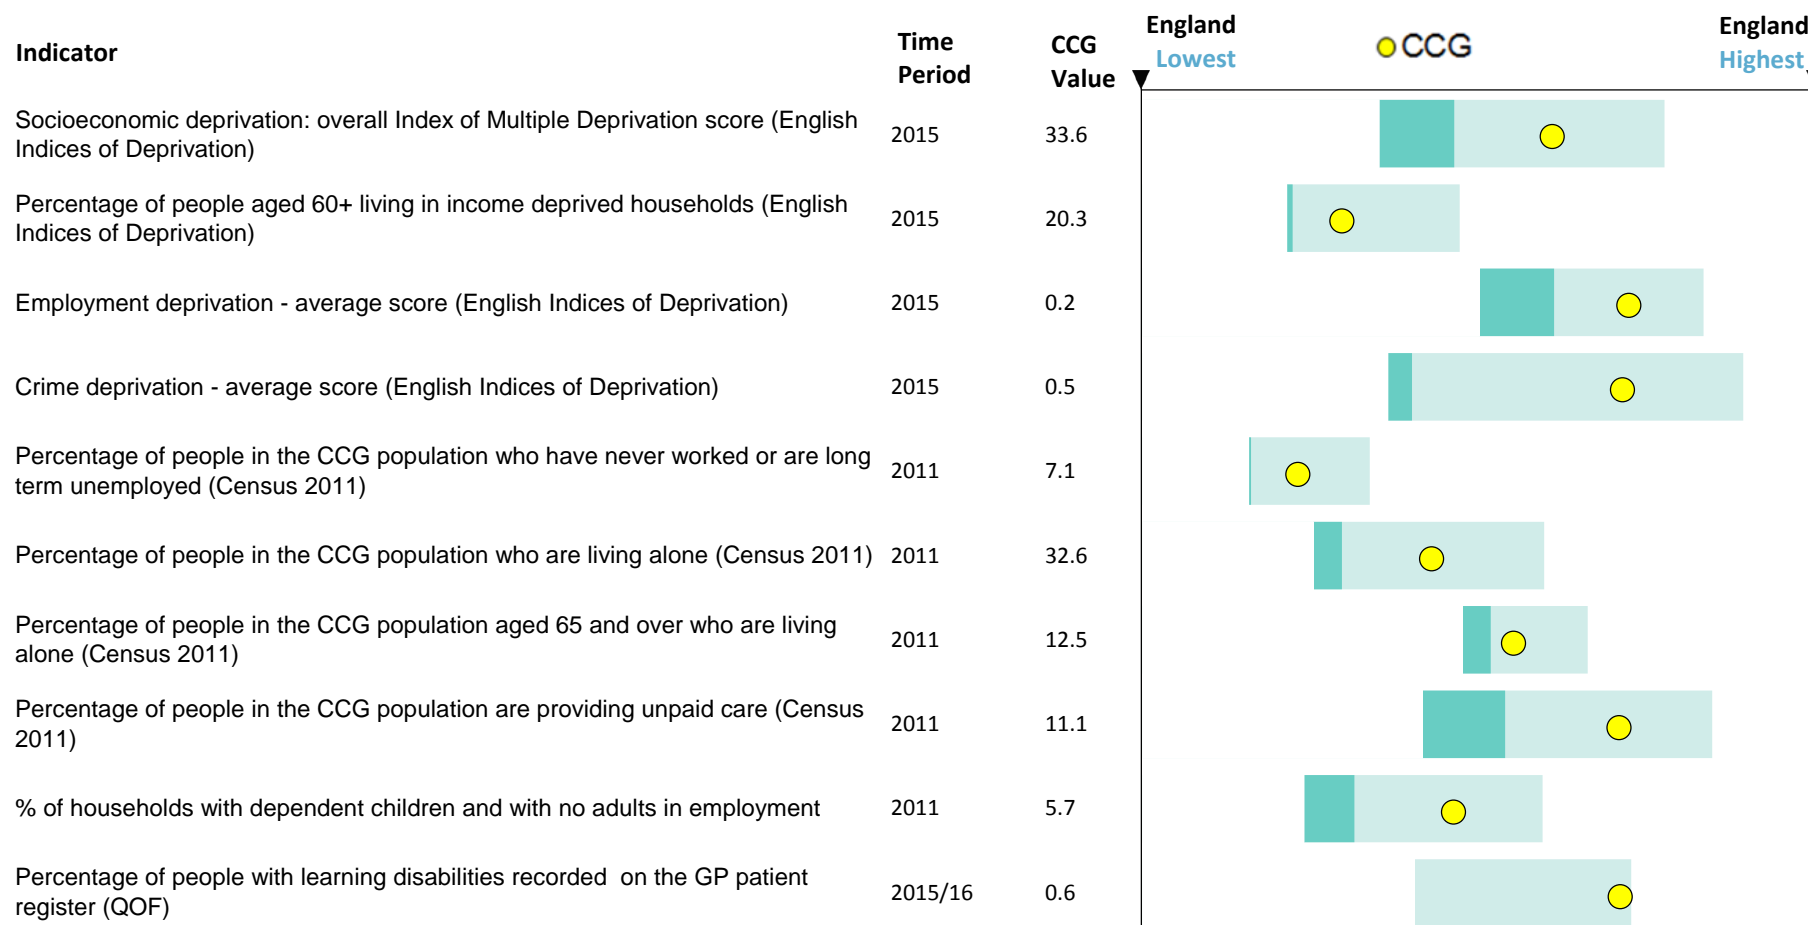 Indicator
Time
Period
CCG
Value
England
Lowest
CCG
England
Highest
Socioeconomic deprivation: overall Index of Multiple Deprivation score (English
Indices of Deprivation)
2015
33.6
Percentage of people aged 60+ living in income deprived households (English
Indices of Deprivation)
2015
20.3
Employment deprivation - average score (English Indices of Deprivation)
2015
0.2
Crime deprivation - average score (English Indices of Deprivation)
2015
0.5
Percentage of people in the CCG population who have never worked or are long
term unemployed (Census 2011)
2011
7.1
Percentage of people in the CCG population who are living alone (Census 2011)
2011
32.6
Percentage of people in the CCG population aged 65 and over who are living
alone (Census 2011)
2011
12.5
Percentage of people in the CCG population are providing unpaid care (Census
2011)
2011
11.1
% of households with dependent children and with no adults in employment
2011
5.7
Percentage of people with learning disabilities recorded  on the GP patient
register (QOF)
2015/16
0.6